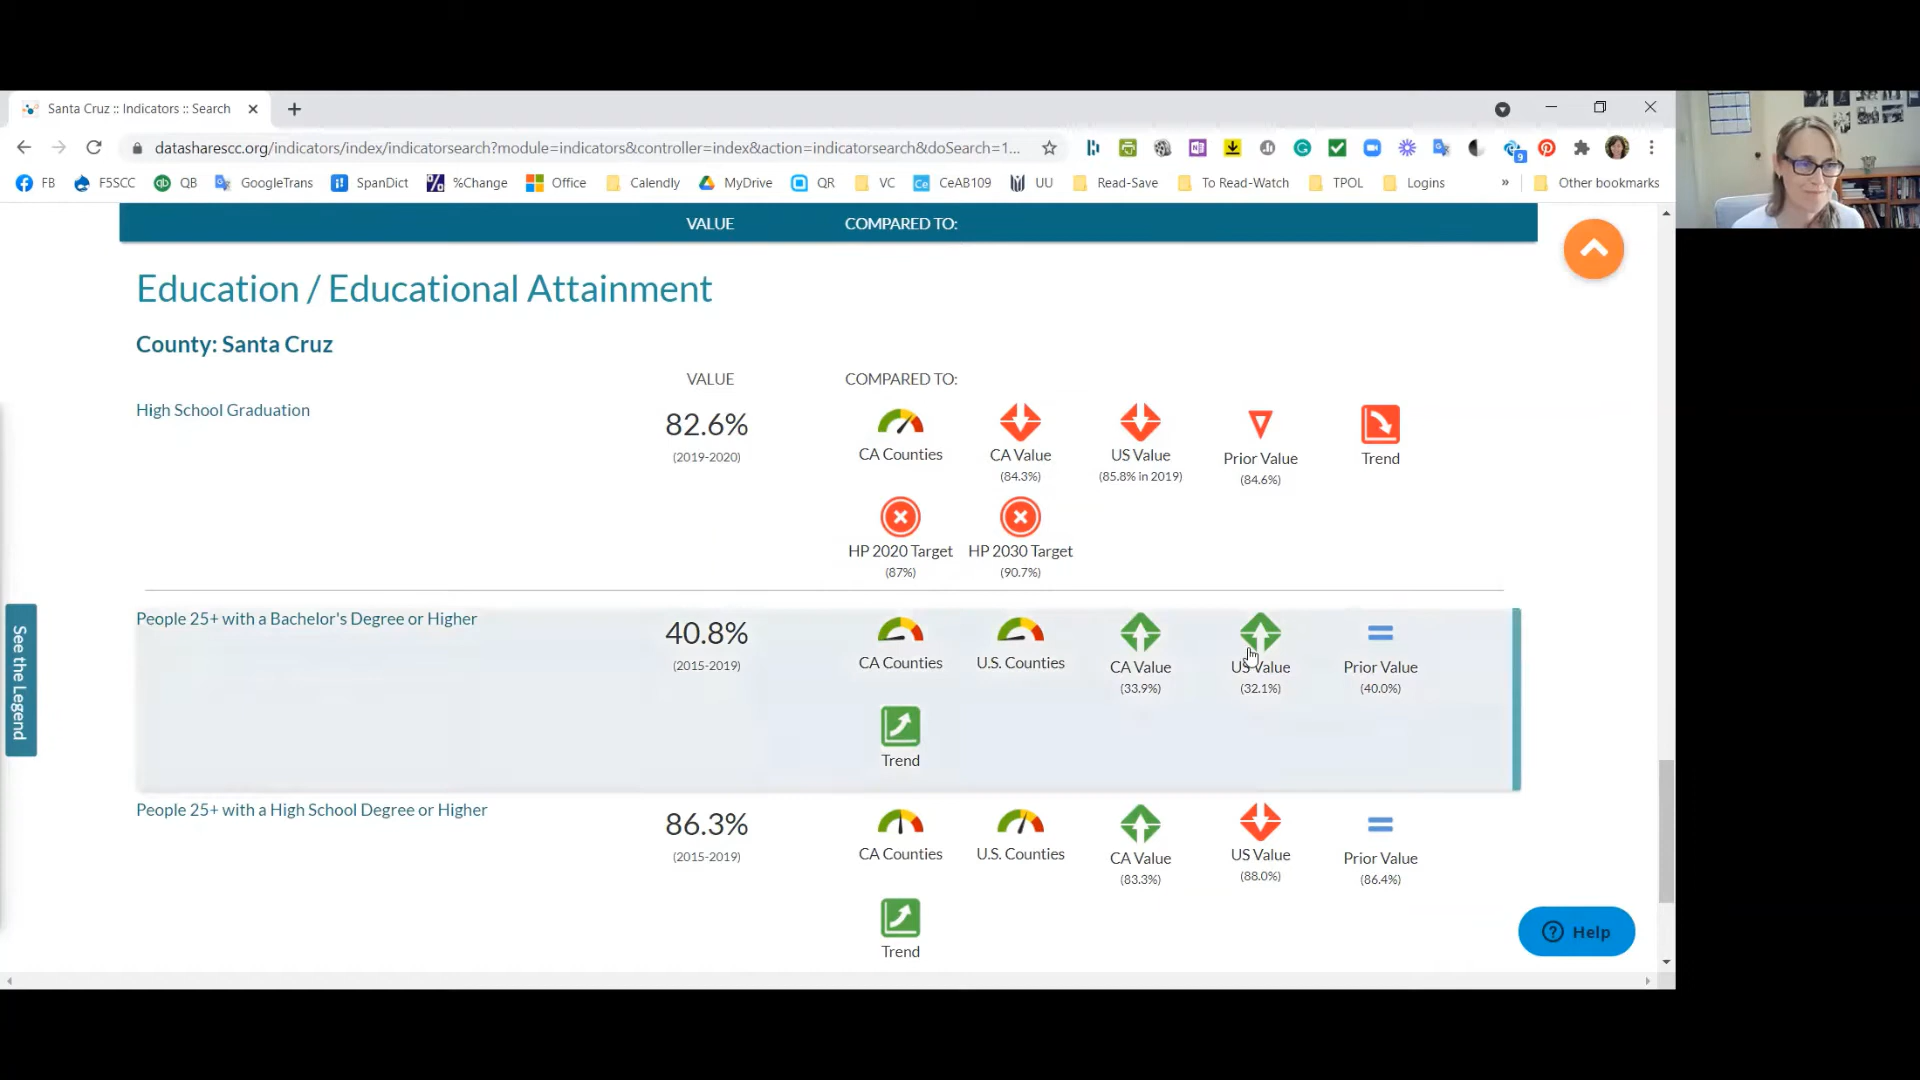 Santa Cruz :: Indicators :: Search
datasharescc.org/indicators/index/indicatorsearch?module=indicators&controller=index&action=indicatorsearch&doSearch=1...
9
FB F5SCC QB GoogleTrans SpanDict %Change Office Calendly MyDrive QR VC CeAB109 UU Read-Save To Read-Watch TPOL Logins » Other bookmarks
VALUE COMPARED TO:
Education / Educational Attainment
County: Santa Cruz
VALUE COMPARED TO:
High School Graduation
82.6%
(2019-2020)
CA Counties
CA Value
(84.3%)
US Value
(85.8% in 2019)
Prior Value
(84.6%)
Trend
HP 2020 Target
(87%)
HP 2030 Target
(90.7%)
See the Legend
People 25+ with a Bachelor's Degree or Higher
40.8%
(2015-2019)
CA Counties
U.S. Counties
CA Value
(33.9%)
US Value
(32.1%)
Prior Value
(40.0%)
Trend
People 25+ with a High School Degree or Higher
86.3%
(2015-2019)
CA Counties
U.S. Counties
CA Value
(83.3%)
US Value
(88.0%)
Prior Value
(86.4%)
Trend
Help